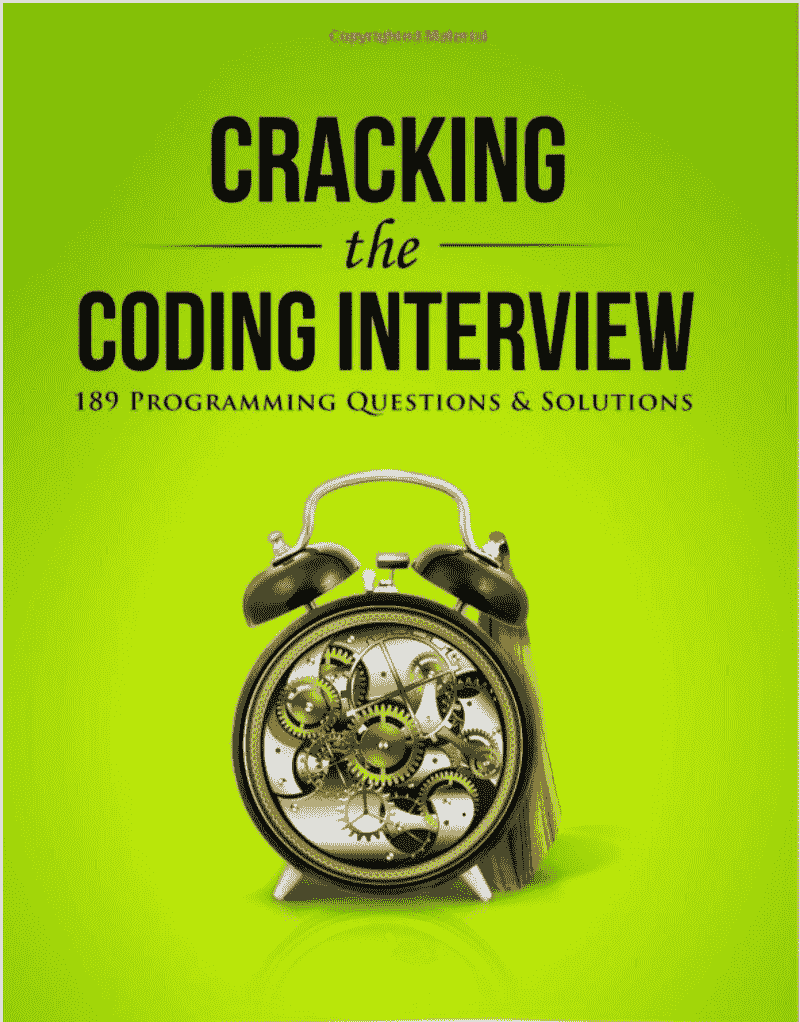 Copyrighted Material
CRACKING
the
CODING INTERVIEW
189 PROGRAMMING QUESTIONS & SOLUTIONS